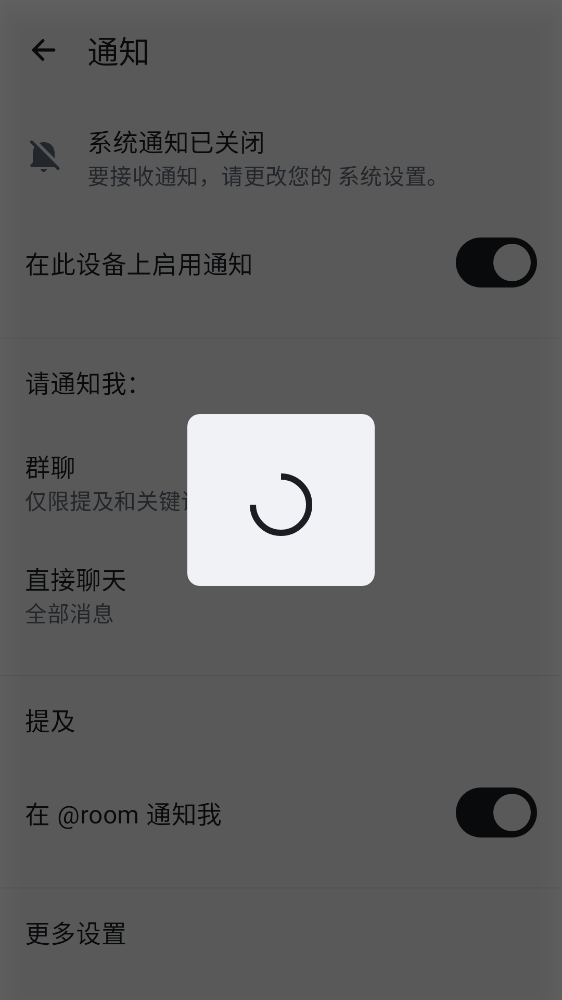 通知
系统通知已关闭
要接收通知，请更改您的 系统设置。
在此设备上启用通知
请通知我：
群聊
仅限提及和关键
直接聊天
全部消息
提及
在 @room 通知我
更多设置